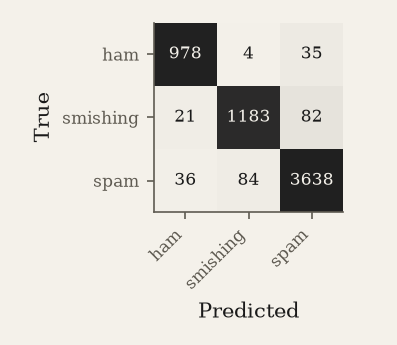 True
ham 978 4 35
smishing 21 1183 82
spam 36 84 3638
ham smishing spam
Predicted